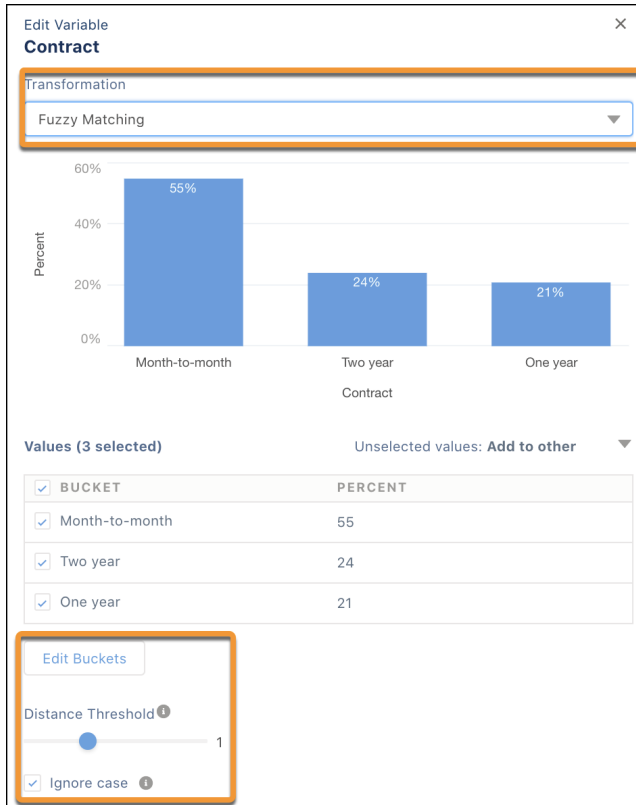 Edit Variable
Contract
Transformation
Fuzzy Matching
60%
55%
40%
Percent
24%
20%
21%
0%
Month-to-month Two year One year
Contract
Values (3 selected) Unselected values: Add to other
BUCKET PERCENT
Month-to-month 55
Two year 24
One year 21
Edit Buckets
Distance Threshold
1
Ignore case